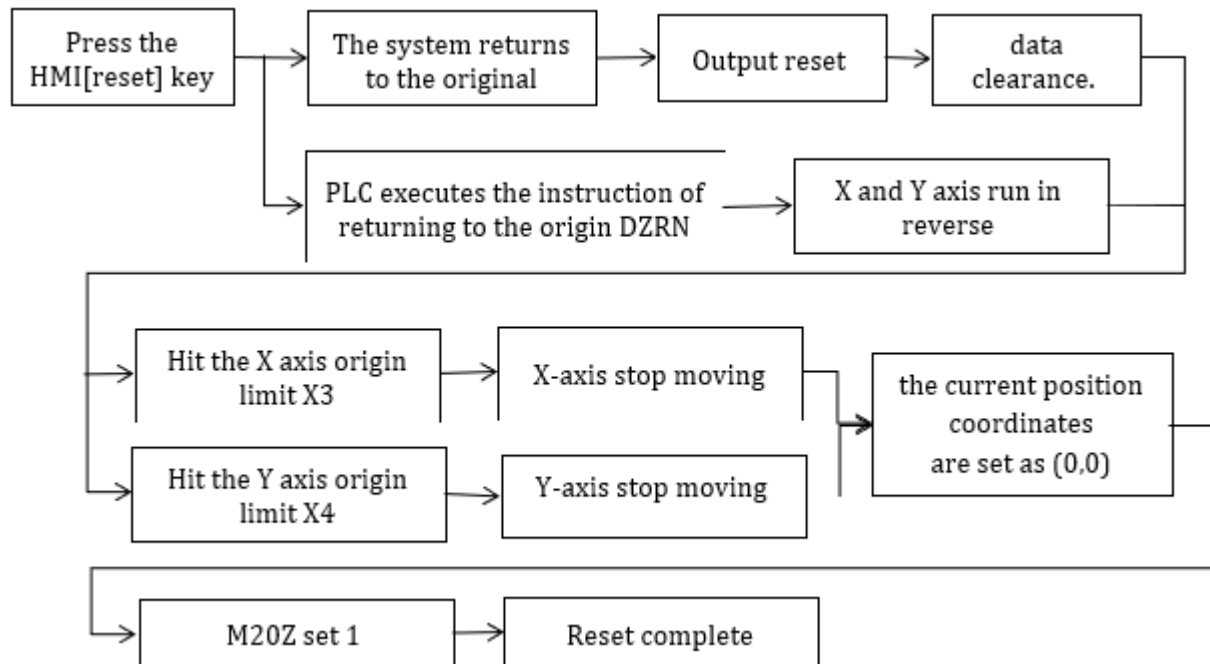 Press the
HMI[reset] key
The system returns
to the original
Output reset
data
clearance.
PLC executes the instruction of
returning to the origin DZRN
X and Y axis run in
reverse
Hit the X axis origin
limit X3
X-axis stop moving
the current position
coordinates
are set as (0,0)
Hit the Y axis origin
limit X4
Y-axis stop moving
M20Z set 1
Reset complete